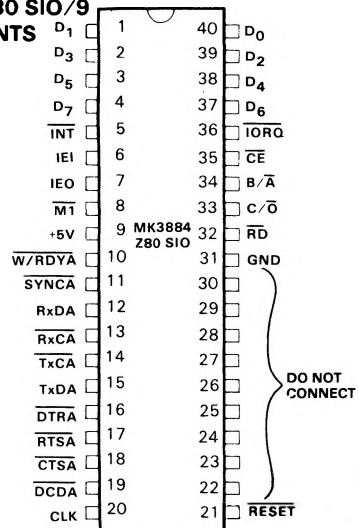 80 SIO/9
NTS
D1 1 40 D0
D3 2 39 D2
D5 3 38 D4
D7 4 37 D6
INT 5 36 IORQ
IEI 6 35 CE
IEO 7 34 B/A
M1 8 33 C/O
+5V 9 MK3884 32 RD
Z80 SIO
W/RDYA 10 31 GND
SYNCA 11 30
RxDA 12 29
RxCA 13 28
TxCA 14 27
TxDA 15 26 DO NOT
CONNECT
DTRA 16 25
RTSA 17 24
CTSA 18 23
DCDA 19 22
CLK 20 21 RESET